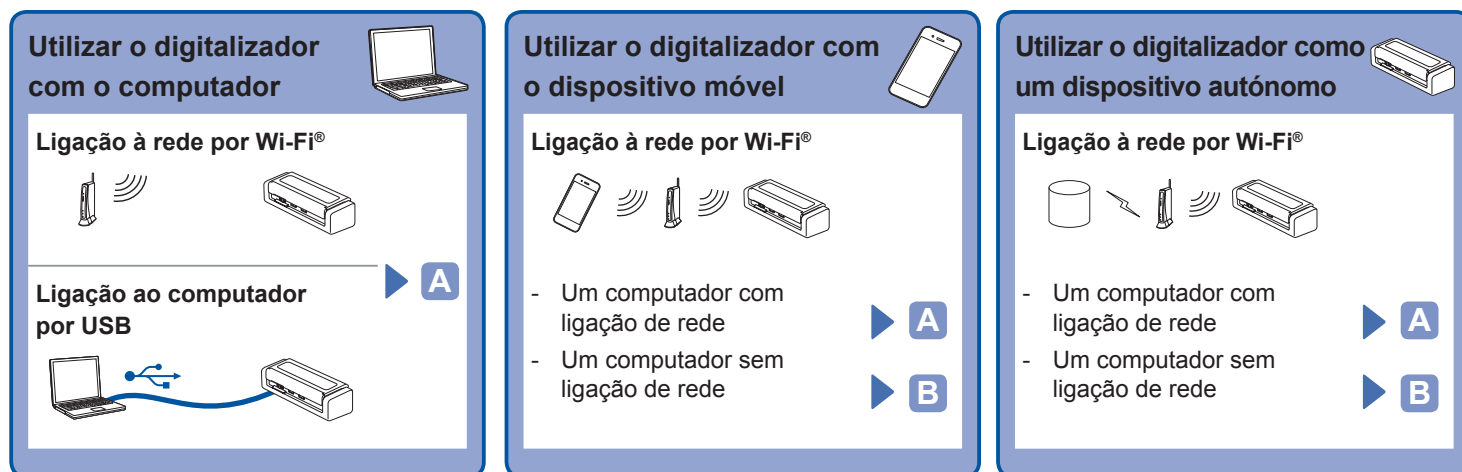 Utilizar o digitalizador
com o computador
Ligação à rede por Wi-Fi®
Ligação ao computador
por USB
A
Utilizar o digitalizador com
o dispositivo móvel
Ligação à rede por Wi-Fi®
- Um computador com
ligação de rede
A
- Um computador sem
ligação de rede
B
Utilizar o digitalizador como
um dispositivo autónomo
Ligação à rede por Wi-Fi®
- Um computador com
ligação de rede
A
- Um computador sem
ligação de rede
B